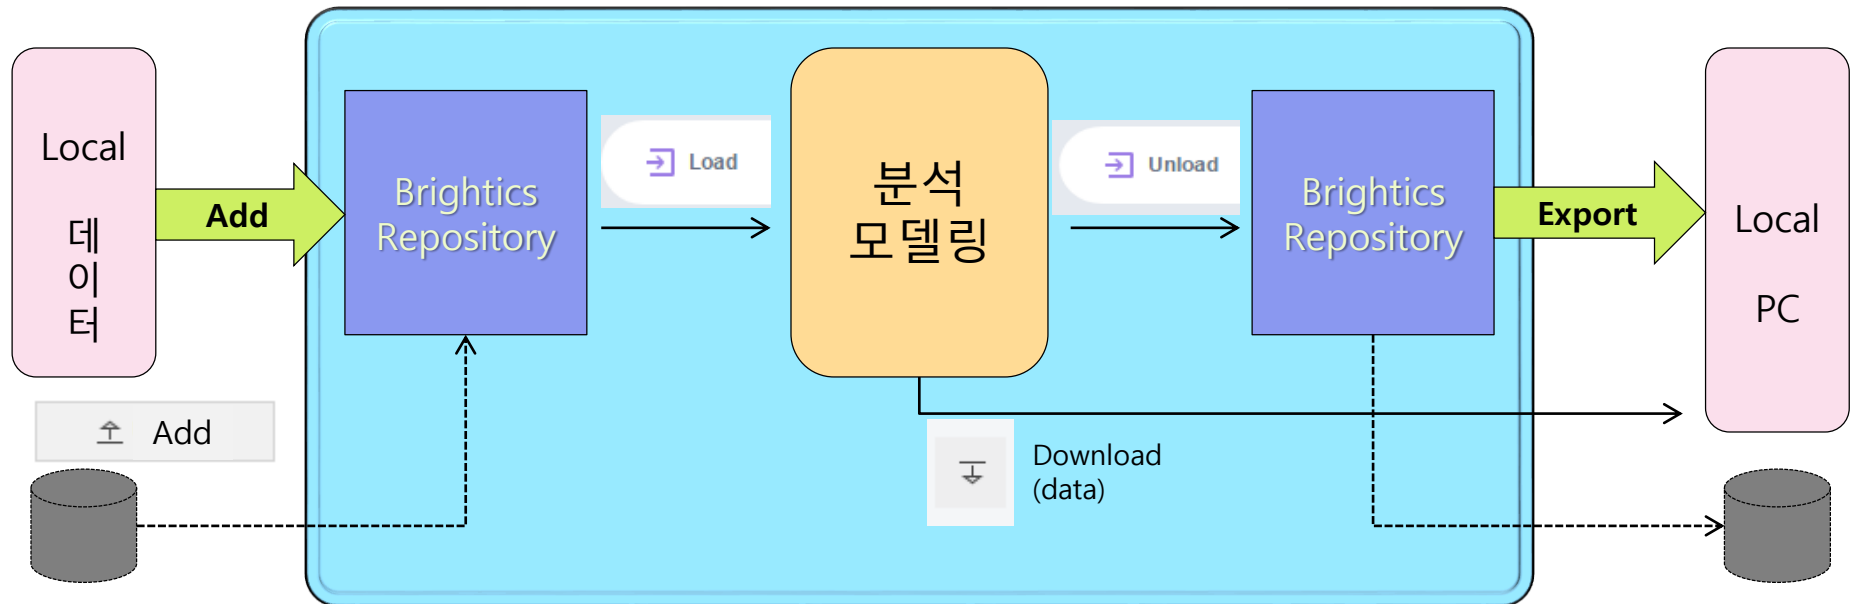 Local
데
이
터
Add
Brightics
Repository
Load
분석
모델링
Unload
Brightics
Repository
Export
Local
PC
Add
Download
(data)